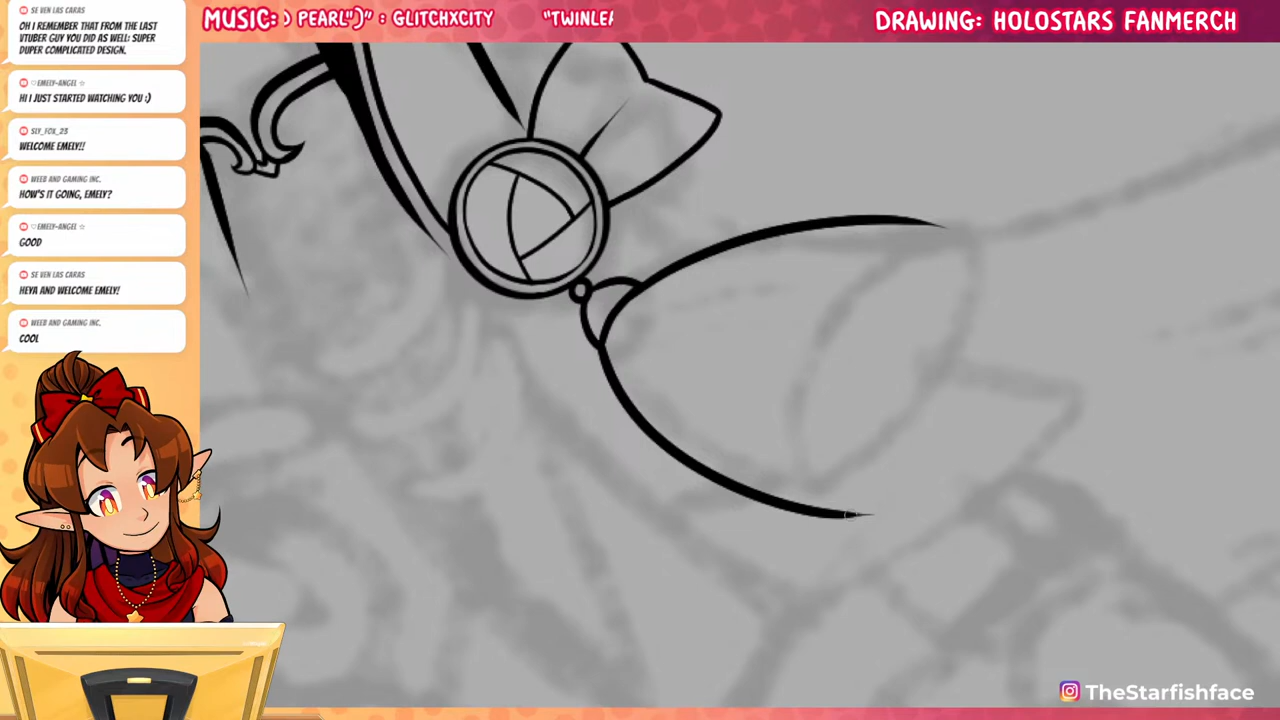 MUSIC: ) PEARL")" : GLITCHXCITY "TWINLEA
DRAWING: HOLOSTARS FANMERCH
SE VEN LAS CARAS
OH I REMEMBER THAT FROM THE LAST
VTUBER GUY YOU DID AS WELL: SUPER
DUPER COMPLICATED DESIGN.
♡EMELY-ANGEL ☆
HI I JUST STARTED WATCHING YOU :)
SLY_FOX_23
WELCOME EMELY!!
WEEB AND GAMING INC.
HOW'S IT GOING, EMELY?
♡EMELY-ANGEL ☆
GOOD
SE VEN LAS CARAS
HEYA AND WELCOME EMELY!
WEEB AND GAMING INC.
COOL
TheStarfishface